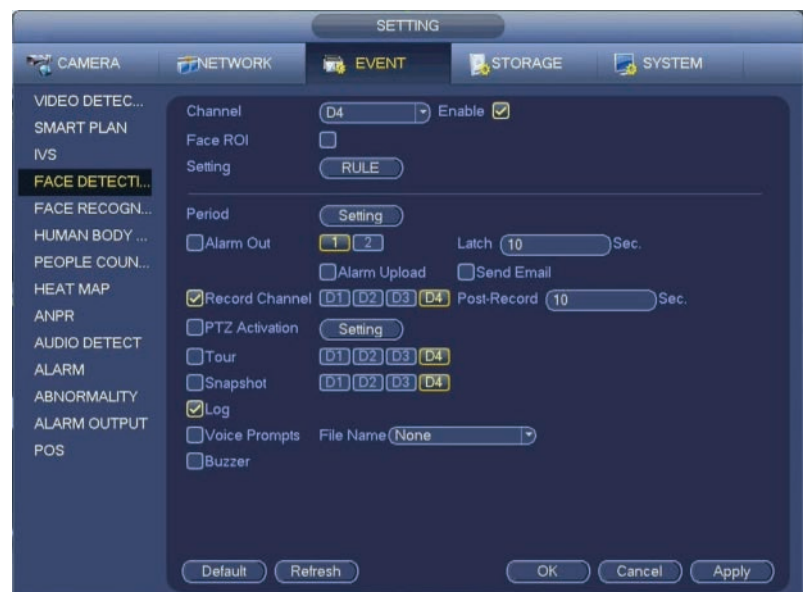 SETTING
CAMERA NETWORK EVENT STORAGE SYSTEM
VIDEO DETEC...
SMART PLAN
IVS
FACE DETECTI...
FACE RECOGN...
HUMAN BODY ...
PEOPLE COUN...
HEAT MAP
ANPR
AUDIO DETECT
ALARM
ABNORMALITY
ALARM OUTPUT
POS
Channel D4 Enable
Face ROI
Setting RULE
Period Setting
Alarm Out 1 2 Latch 10 Sec.
Alarm Upload Send Email
Record Channel D1 D2 D3 D4 Post-Record 10 Sec.
PTZ Activation Setting
Tour D1 D2 D3 D4
Snapshot D1 D2 D3 D4
Log
Voice Prompts File Name None
Buzzer
Default Refresh OK Cancel Apply